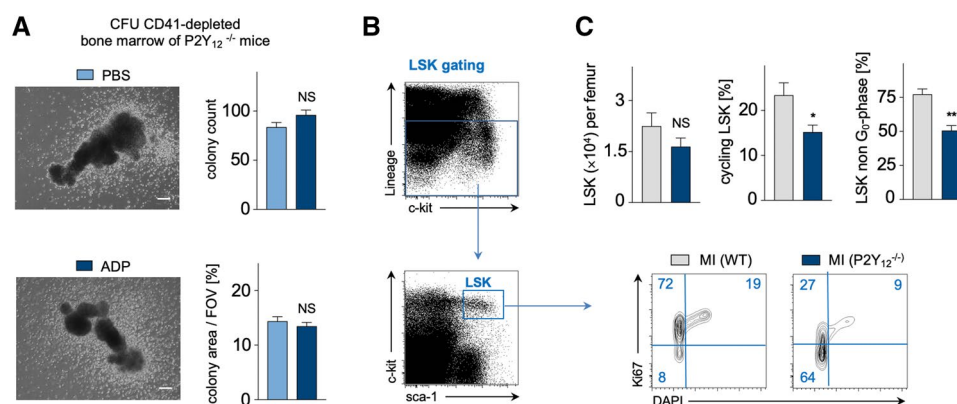 A
CFU CD41-depleted
bone marrow of P2Y₁₂ ⁻/⁻ mice
PBS
colony count
100
50
0
NS
ADP
colony area / FOV [%]
20
10
0
NS
B
LSK gating
Lineage
c-kit
LSK
c-kit
sca-1
C
LSK (×10⁴) per femur
3
1.5
0
NS
cycling LSK [%]
20
10
0
*
LSK non G₀-phase [%]
75
50
25
0
**
MI (WT)
MI (P2Y₁₂⁻/⁻)
72
19
8
27
9
64
Ki67
DAPI